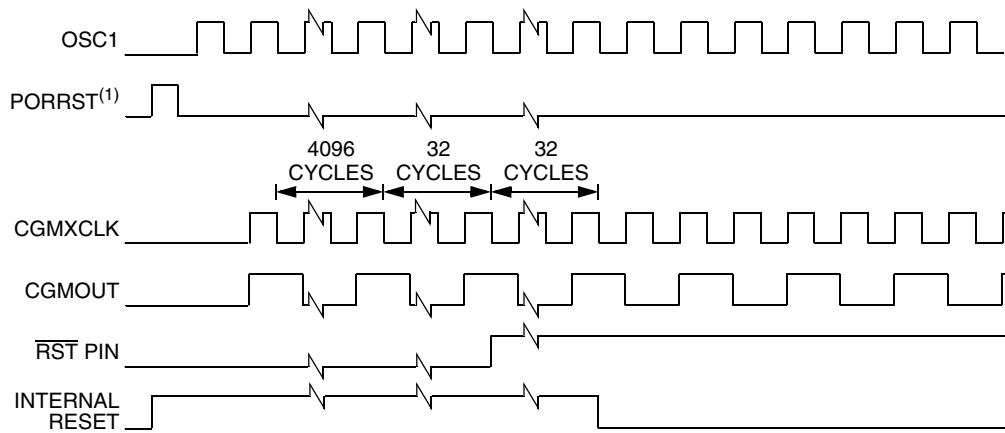 OSC1
PORRST(1)
4096 CYCLES
32 CYCLES
32 CYCLES
CGMXCLK
CGMOUT
RST PIN
INTERNAL RESET